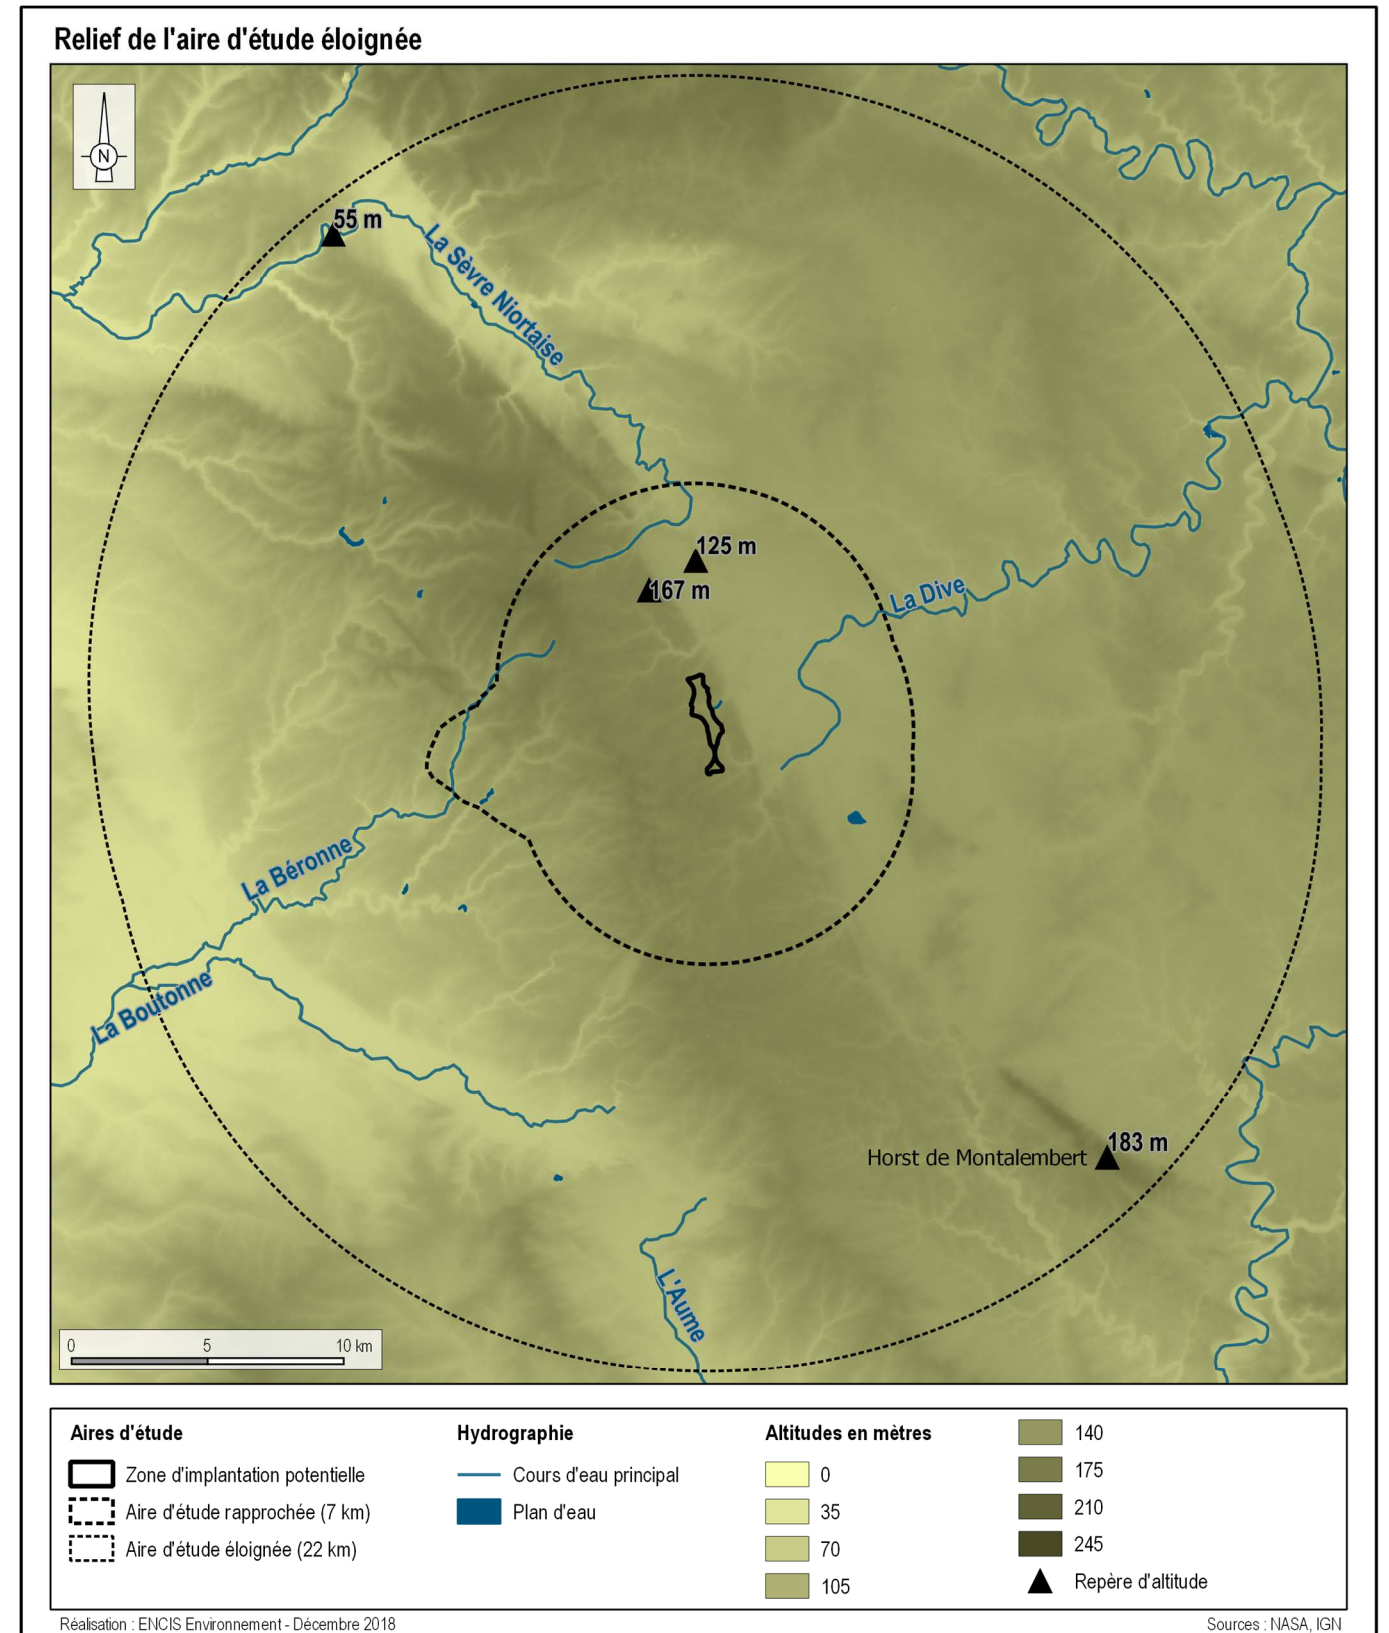 Relief de l'aire d'étude éloignée
N
55 m
La Sèvre Niortaise
125 m
167 m
La Dive
La Béronne
La Boutonne
183 m
Horst de Montalembert
L'Aume
0 5 10 km
Aires d'étude
Zone d'implantation potentielle
Aire d'étude rapprochée (7 km)
Aire d'étude éloignée (22 km)
Hydrographie
Cours d'eau principal
Plan d'eau
Altitudes en mètres
0
35
70
105
140
175
210
245
Repère d'altitude
Réalisation : ENCIS Environnement - Décembre 2018
Sources : NASA, IGN